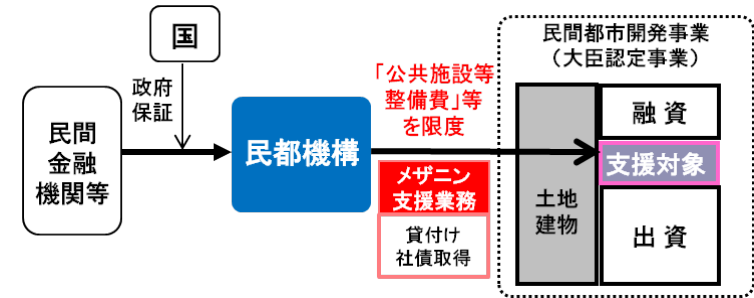 国
政府
保証
民間
金融
機関等
民都機構
「公共施設等
整備費」等
を限度
メザニン
支援業務
貸付け
社債取得
民間都市開発事業
（大臣認定事業）
土地
建物
融 資
支援対象
出 資